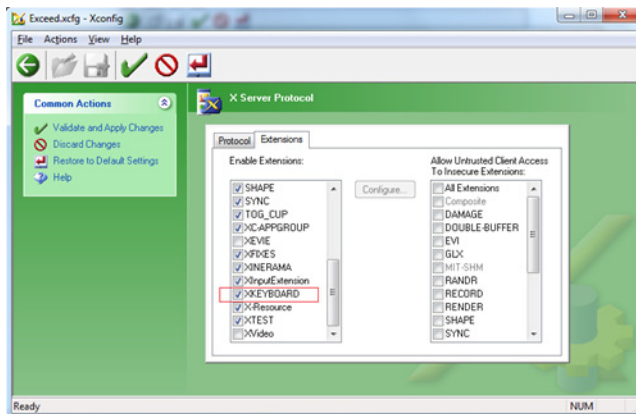 Exceed.xcfg - Xconfig
File Actions View Help
Common Actions
Validate and Apply Changes
Discard Changes
Restore to Default Settings
Help
X Server Protocol
Protocol Extensions
Enable Extensions:
SHAPE
SYNC
TOG_CUP
XC-APPGROUP
XEVIE
XFIXES
XINERAMA
XInputExtension
XKEYBOARD
X-Resource
XTEST
XVideo
Configure...
Allow Untrusted Client Access
To Insecure Extensions:
All Extensions
Composite
DAMAGE
DOUBLE-BUFFER
EVI
GLX
MIT-SHM
RANDR
RECORD
RENDER
SHAPE
SYNC
Ready NUM